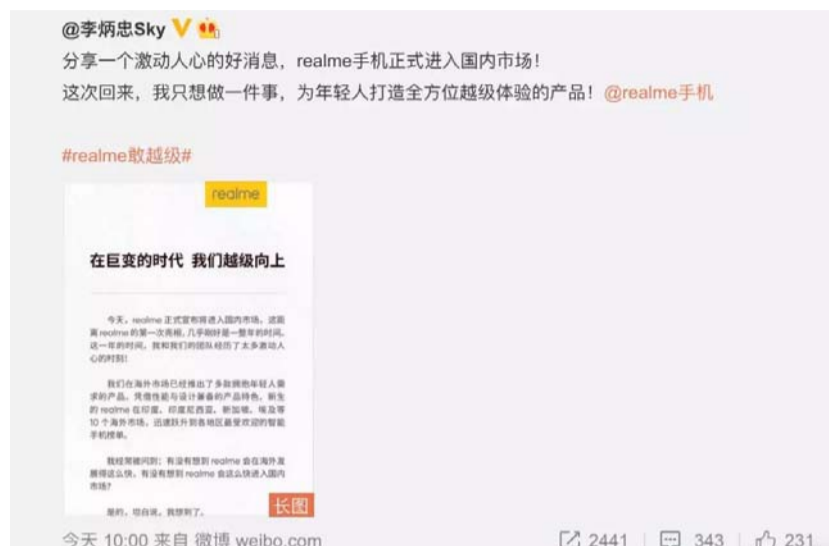 @李炳忠Sky
分享一个激动人心的好消息，realme手机正式进入国内市场！
这次回来，我只想做一件事，为年轻人打造全方位越级体验的产品！@realme手机
#realme敢越级#
realme
在巨变的时代 我们越级向上
今天，realme 正式宣布将进入国内市场。这距
离 realme 的第一次亮相，几乎刚好是一整年的时间。
这一年的时间，我和我们的团队经历了太多激动人
心的时刻！
我们在海外市场已经推出了多款拥抱年轻人需
求的产品。凭借性能与设计兼备的产品特色，新生
的 realme 在印度、印度尼西亚、新加坡、埃及等
10 个海外市场，迅速跃升到各地区最受欢迎的智能
手机榜单。
我经常被问到：有没有想到 realme 会在海外发
展得这么快，有没有想到 realme 会这么快进入国内
市场？
是的，坦白说，我想到了。
长图
今天 10:00 来自 微博 weibo.com
2441
343
231